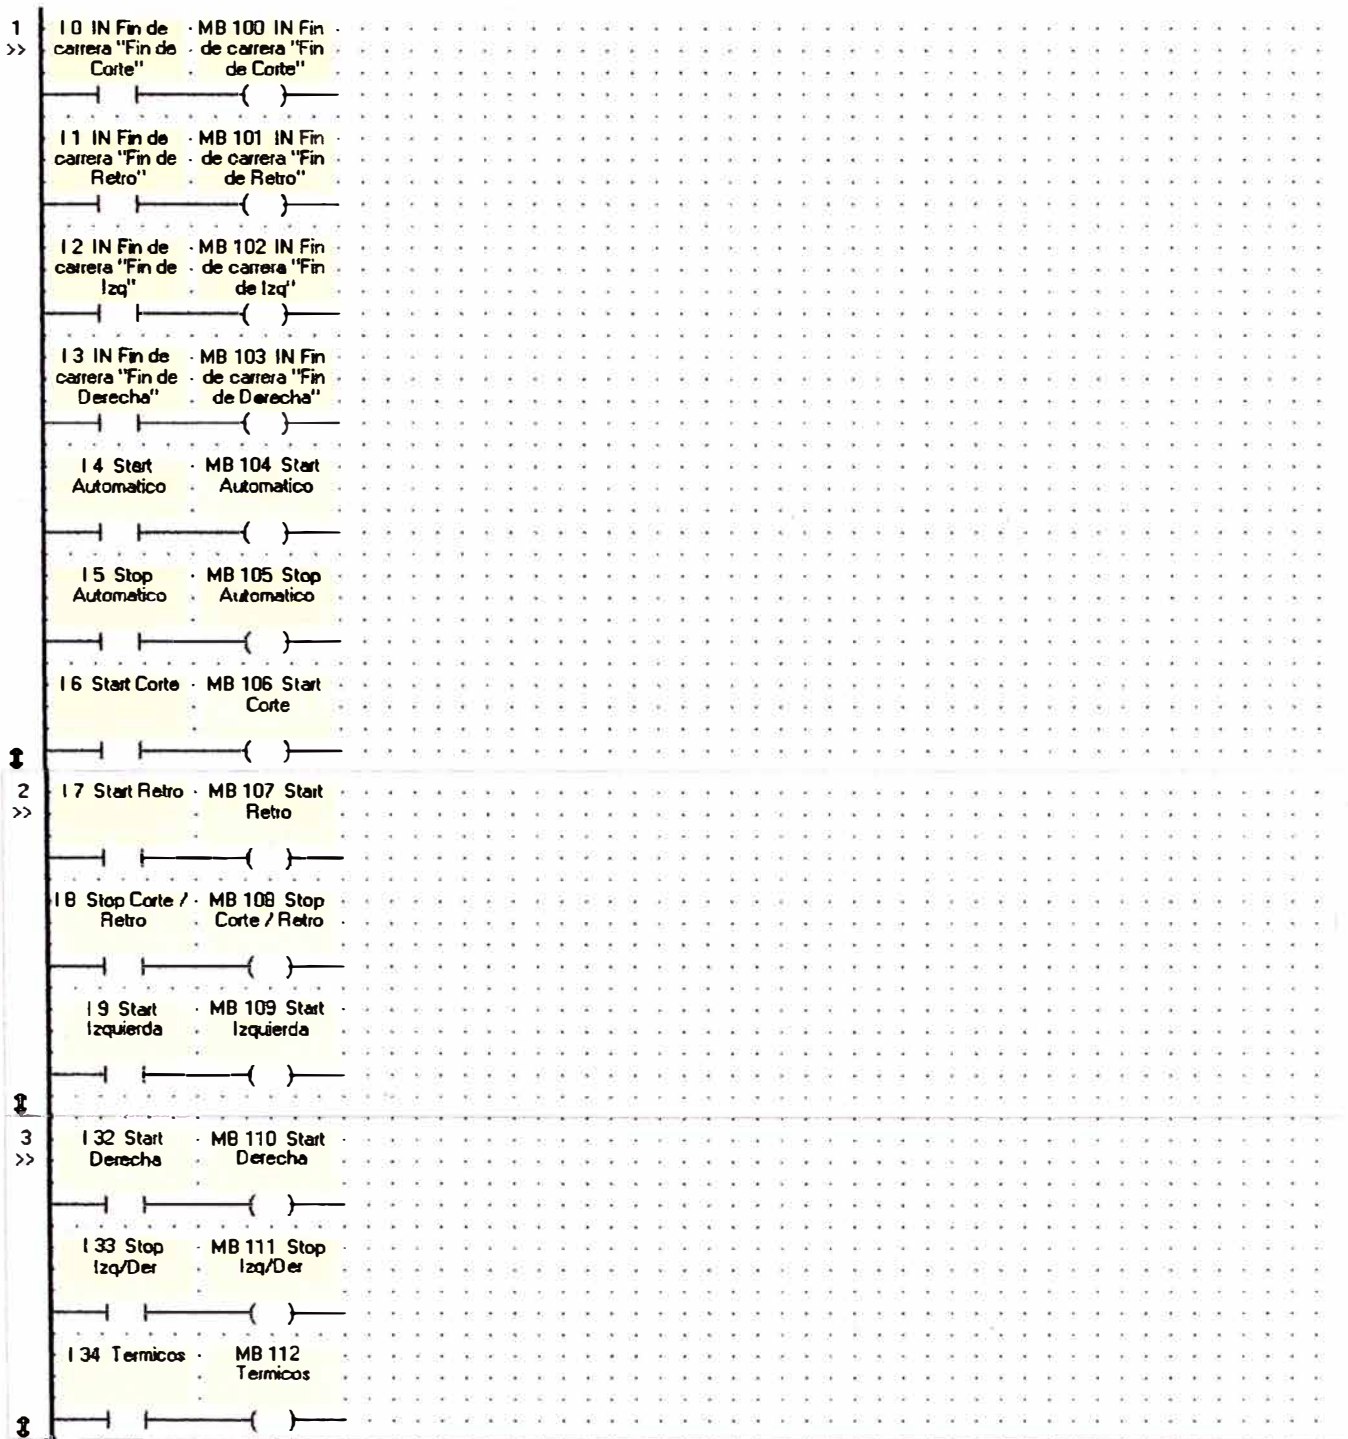 1
>>
I 0 IN Fin de
carrera "Fin de
Corte"
MB 100 IN Fin
de carrera "Fin
de Corte"
I 1 IN Fin de
carrera "Fin de
Retro"
MB 101 IN Fin
de carrera "Fin
de Retro"
I 2 IN Fin de
carrera "Fin de
Izq"
MB 102 IN Fin
de carrera "Fin
de Izq"
I 3 IN Fin de
carrera "Fin de
Derecha"
MB 103 IN Fin
de carrera "Fin
de Derecha"
I 4 Start
Automatico
MB 104 Start
Automatico
I 5 Stop
Automatico
MB 105 Stop
Automatico
I 6 Start Corte
MB 106 Start
Corte
2
>>
I 7 Start Retro
MB 107 Start
Retro
I 8 Stop Corte /
Retro
MB 108 Stop
Corte / Retro
I 9 Start
Izquierda
MB 109 Start
Izquierda
3
>>
I 32 Start
Derecha
MB 110 Start
Derecha
I 33 Stop
Izq/Der
MB 111 Stop
Izq/Der
I 34 Termicos
MB 112
Termicos